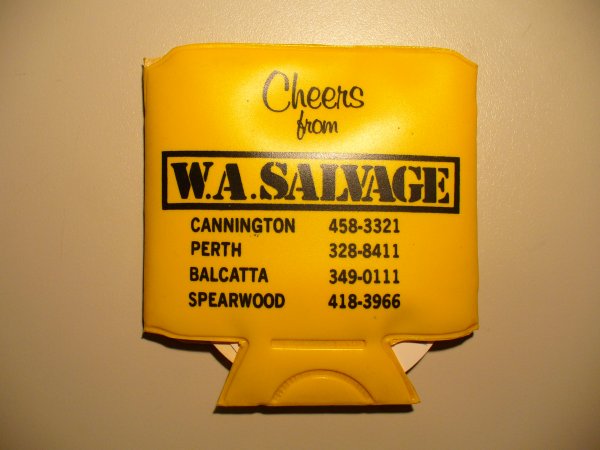 Cheers
from
W.A. SALVAGE
CANNINGTON 458-3321
PERTH 328-8411
BALCATTA 349-0111
SPEARWOOD 418-3966